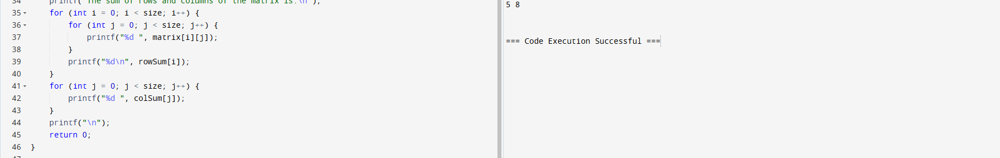 34 printf("The sum of rows and columns of the matrix is:\n");
35 for (int i = 0; i < size; i++) {
36 for (int j = 0; j < size; j++) {
37 printf("%d ", matrix[i][j]);
38 }
39 printf("%d\n", rowSum[i]);
40 }
41 for (int j = 0; j < size; j++) {
42 printf("%d ", colSum[j]);
43 }
44 printf("\n");
45 return 0;
46 }
47
5 8
=== Code Execution Successful ===